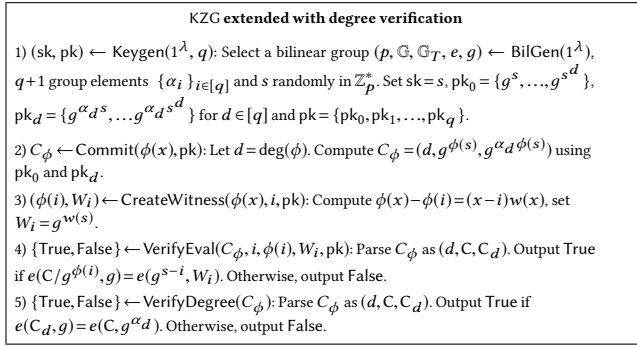 KZG extended with degree verification
1) (sk, pk) ← Keygen(1^λ, q): Select a bilinear group (p, 𝔾, 𝔾_T, e, g) ← BilGen(1^λ),
q+1 group elements {α_i}_{i∈[q]} and s randomly in ℤ_p^*. Set sk=s, pk_0 = {g^s,…,g^{s^d}},
pk_d = {g^{α_d s},…g^{α_d s^d}} for d∈[q] and pk={pk_0,pk_1,…,pk_q}.
2) C_ϕ ← Commit(ϕ(x),pk): Let d=deg(ϕ). Compute C_ϕ=(d,g^{ϕ(s)},g^{α_d ϕ(s)}) using
pk_0 and pk_d.
3) (ϕ(i),W_i)←CreateWitness(ϕ(x),i,pk): Compute ϕ(x)−ϕ(i)=(x−i)w(x), set
W_i=g^{w(s)}.
4) {True,False}←VerifyEval(C_ϕ,i,ϕ(i),W_i,pk): Parse C_ϕ as (d,C,C_d). Output True
if e(C/g^{ϕ(i)},g)=e(g^{s−i},W_i). Otherwise, output False.
5) {True,False}←VerifyDegree(C_ϕ): Parse C_ϕ as (d,C,C_d). Output True if
e(C_d,g)=e(C,g^{α_d}). Otherwise, output False.